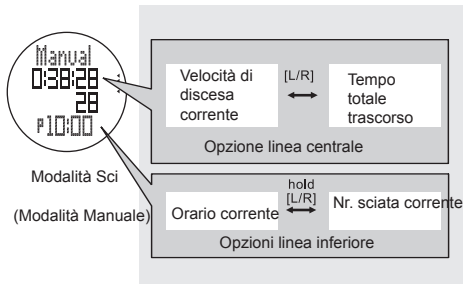 Manual
0:38:28
28
P10:00
Modalità Sci
(Modalità Manuale)
Velocità di
discesa
corrente
[L/R]
Tempo
totale
trascorso
Opzione linea centrale
Orario corrente
hold
[L/R]
Nr. sciata corrente
Opzioni linea inferiore